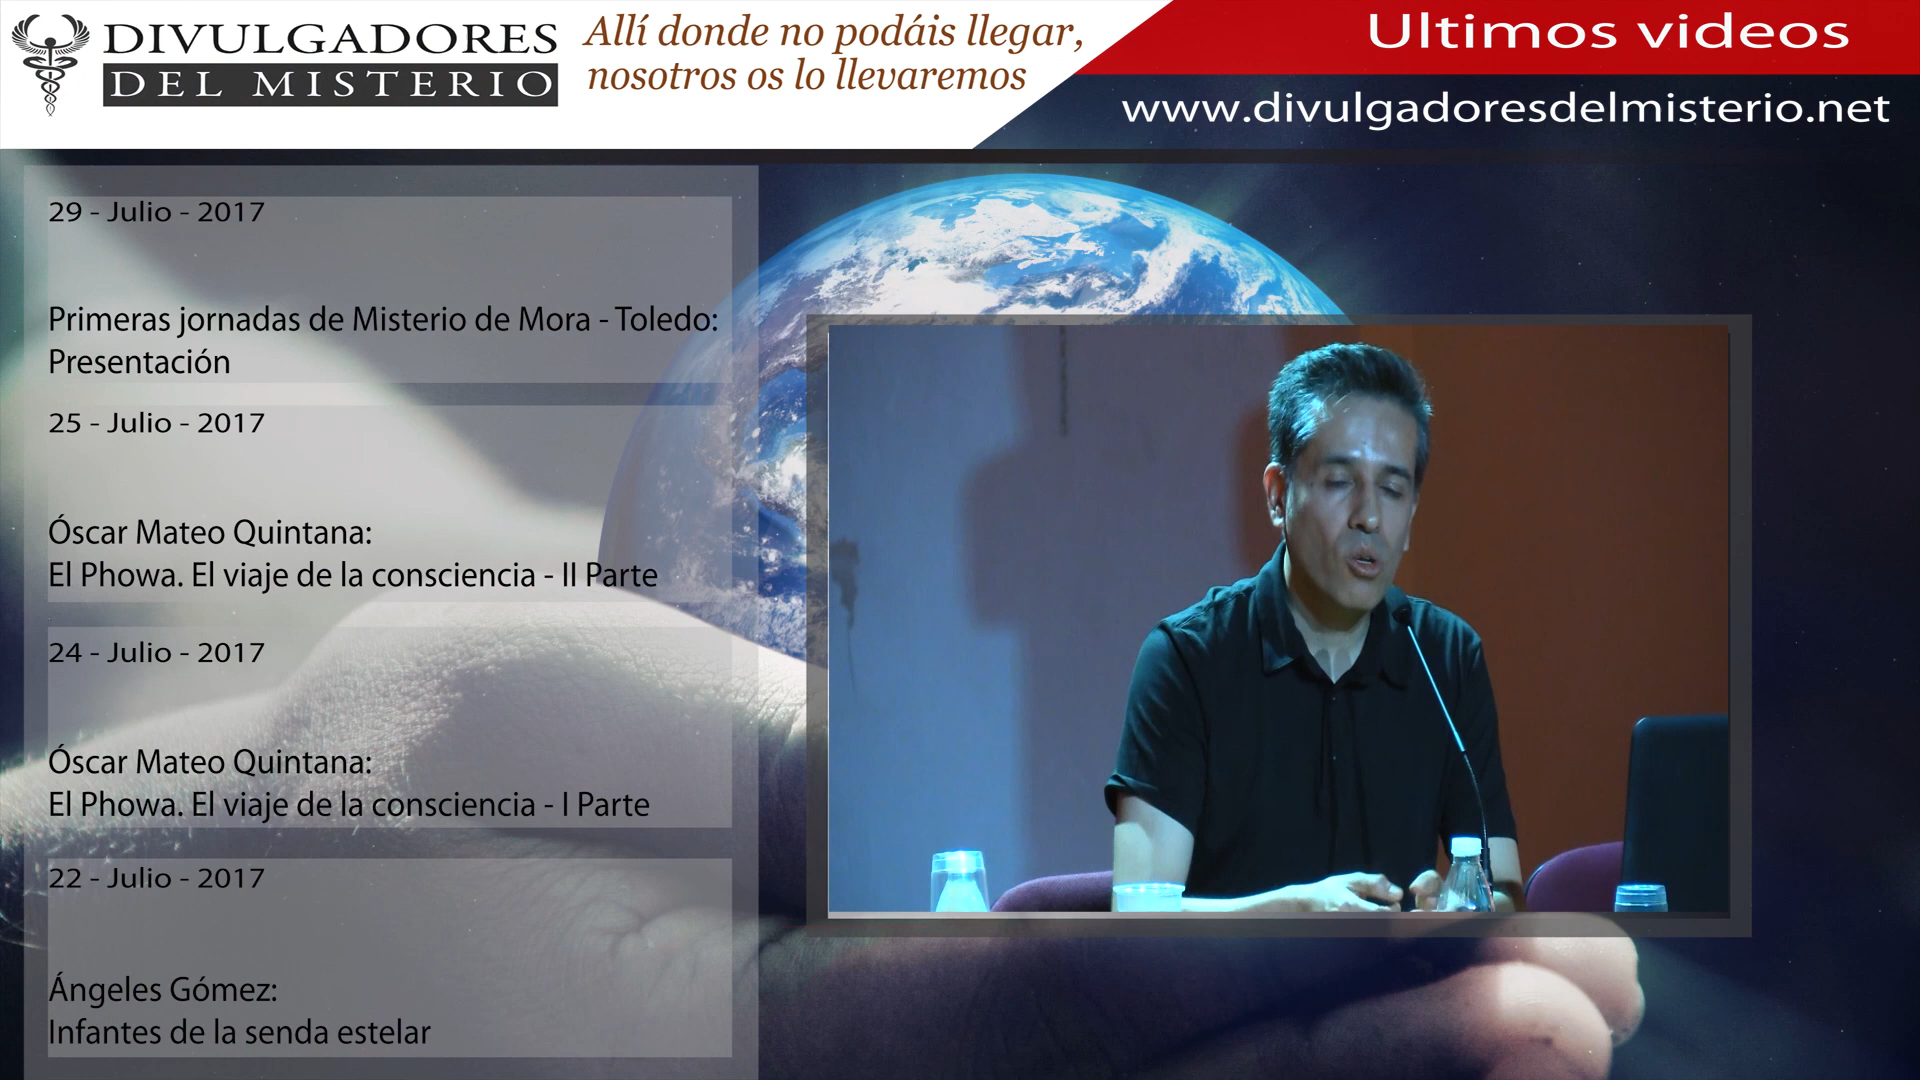 DIVULGADORES
DEL MISTERIO
Allí donde no podáis llegar,
nosotros os lo llevaremos
Ultimos videos
www.divulgadoresdelmisterio.net
29 - Julio - 2017
Primeras jornadas de Misterio de Mora - Toledo:
Presentación
25 - Julio - 2017
Óscar Mateo Quintana:
El Phowa. El viaje de la consciencia - II Parte
24 - Julio - 2017
Óscar Mateo Quintana:
El Phowa. El viaje de la consciencia - I Parte
22 - Julio - 2017
Ángeles Gómez:
Infantes de la senda estelar